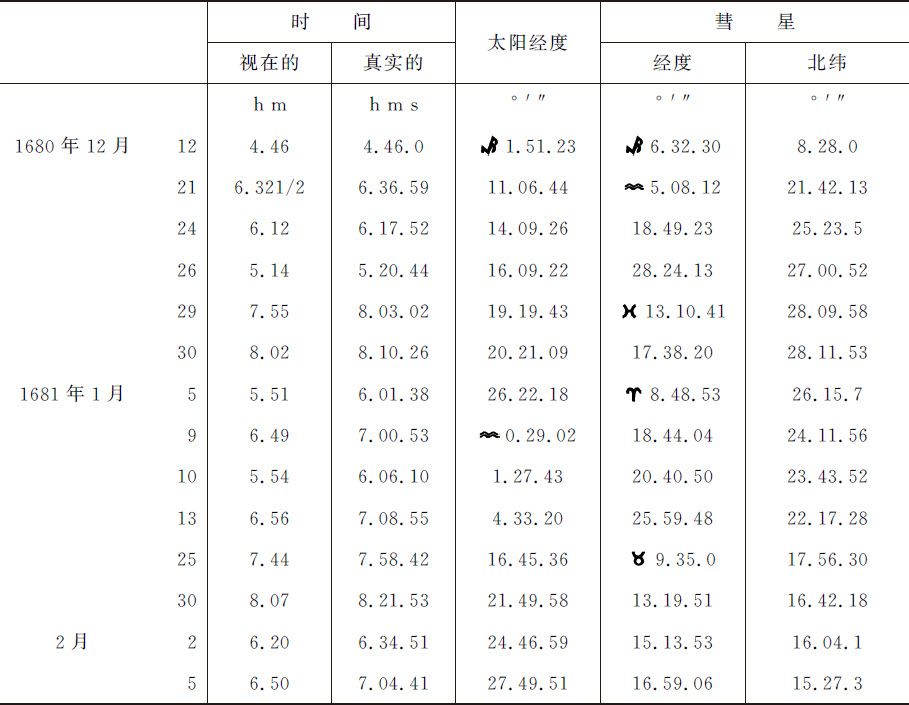 时 间 太阳经度 彗 星
视在的 真实的 经度 北纬
h m h m s ° ′ ″ ° ′ ″ ° ′ ″
1680 年 12 月 12 4.46 4.46.0 ♑ 1.51.23 ♑ 6.32.30 8.28.0
21 6.321/2 6.36.59 11.06.44 ♒ 5.08.12 21.42.13
24 6.12 6.17.52 14.09.26 18.49.23 25.23.5
26 5.14 5.20.44 16.09.22 28.24.13 27.00.52
29 7.55 8.03.02 19.19.43 ♓ 13.10.41 28.09.58
30 8.02 8.10.26 20.21.09 17.38.20 28.11.53
1681 年 1 月 5 5.51 6.01.38 26.22.18 ♈ 8.48.53 26.15.7
9 6.49 7.00.53 ♒ 0.29.02 18.44.04 24.11.56
10 5.54 6.06.10 1.27.43 20.40.50 23.43.52
13 6.56 7.08.55 4.33.20 25.59.48 22.17.28
25 7.44 7.58.42 16.45.36 ♉ 9.35.0 17.56.30
30 8.07 8.21.53 21.49.58 13.19.51 16.42.18
2 月 2 6.20 6.34.51 24.46.59 15.13.53 16.04.1
5 6.50 7.04.41 27.49.51 16.59.06 15.27.3